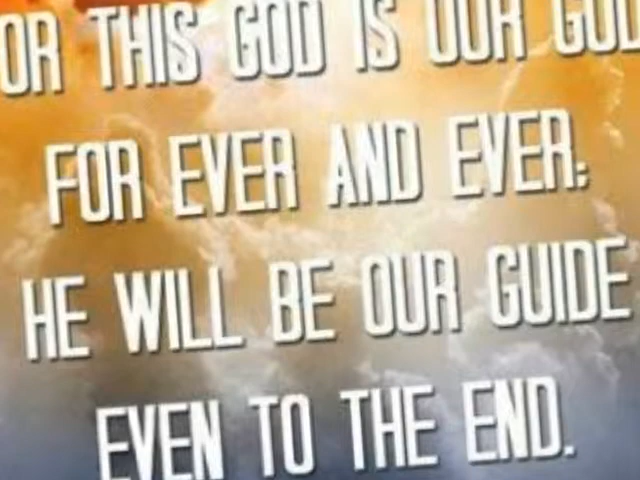 OR THIS GOD IS OUR GOD
FOR EVER AND EVER:
HE WILL BE OUR GUIDE
EVEN TO THE END.